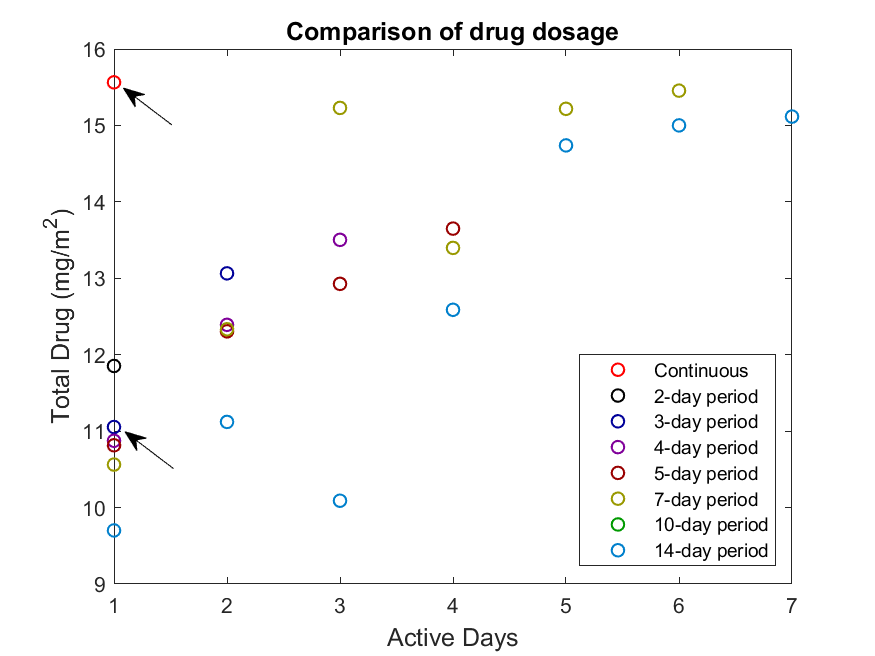 Comparison of drug dosage
Total Drug (mg/m²)
16
15
14
13
12
11
10
9
1 2 3 4 5 6 7
Active Days
Continuous
2-day period
3-day period
4-day period
5-day period
7-day period
10-day period
14-day period